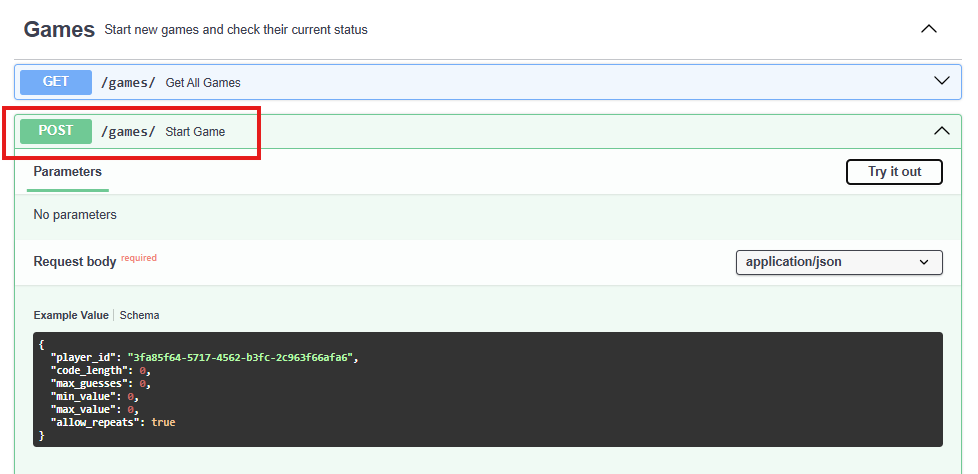 Games Start new games and check their current status
GET /games/ Get All Games
POST /games/ Start Game
Parameters Try it out
No parameters
Request body required application/json
Example Value Schema
{
"player_id": "3fa85f64-5717-4562-b3fc-2c963f66afa6",
"code_length": 0,
"max_guesses": 0,
"min_value": 0,
"max_value": 0,
"allow_repeats": true
}